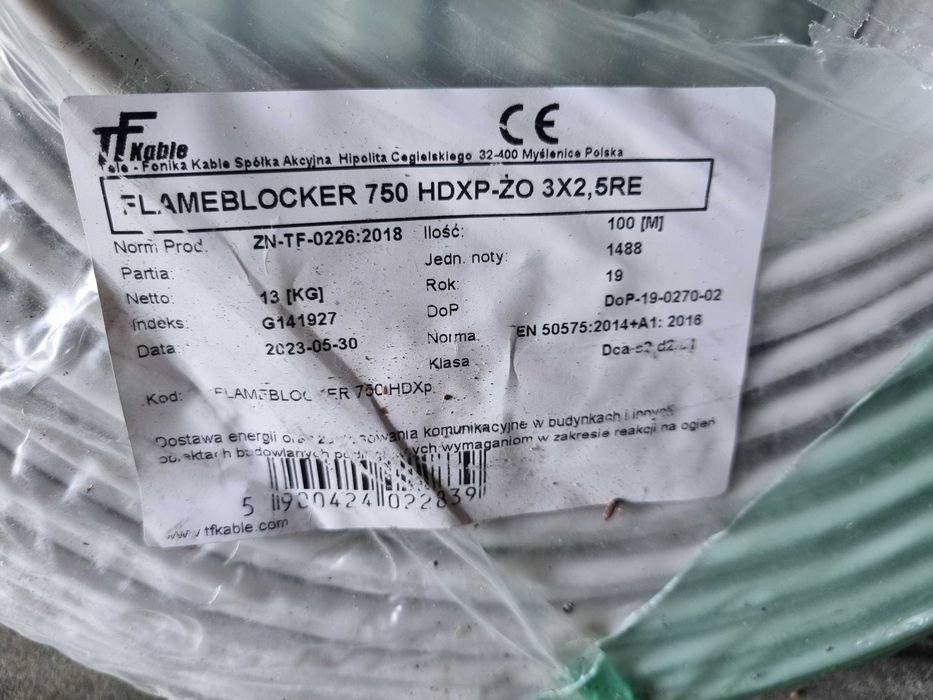 TF Kable
CE
Tele - Fonika Kable Spółka Akcyjna Hipolita Cegielskiego 32-400 Myślenice Polska
FLAMEBLOCKER 750 HDXP-ŻO 3X2,5RE
Norm Prod. ZN-TF-0226:2018 Ilość: 100 [M]
Partia: Jedn. noty: 1488
Netto: 13 [KG] Rok: 19
Indeks: G141927 DoP DoP-19-0270-02
Data: 2023-05-30 Norma: EN 50575:2014+A1: 2016
Klasa
Kod: FLAMEBLOCKER 750 HDXp
Dostawa energii komunikacyjne w budynkach i innych
obiektach budowlanych wymaganiom w zakresie reakcji na ogień
5 900424 022839
www.tfkable.com